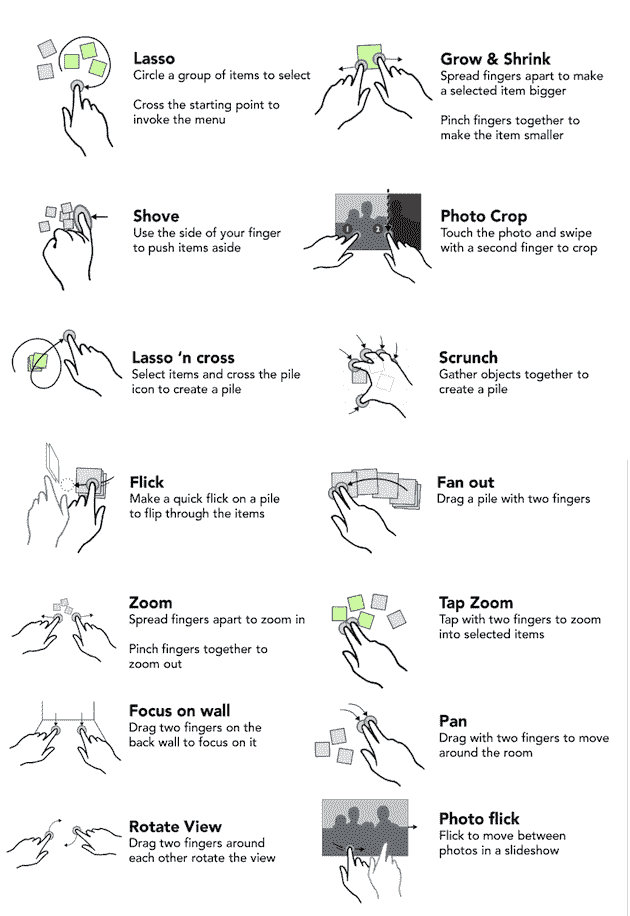 Lasso
Circle a group of items to select
Cross the starting point to
invoke the menu
Grow & Shrink
Spread fingers apart to make
a selected item bigger
Pinch fingers together to
make the item smaller
Shove
Use the side of your finger
to push items aside
Photo Crop
Touch the photo and swipe
with a second finger to crop
1 2
Lasso ‘n cross
Select items and cross the pile
icon to create a pile
Scrunch
Gather objects together to
create a pile
Flick
Make a quick flick on a pile
to flip through the items
Fan out
Drag a pile with two fingers
Zoom
Spread fingers apart to zoom in
Pinch fingers together to
zoom out
Tap Zoom
Tap with two fingers to zoom
into selected items
Focus on wall
Drag two fingers on the
back wall to focus on it
Pan
Drag with two fingers to move
around the room
Rotate View
Drag two fingers around
each other rotate the view
Photo flick
Flick to move between
photos in a slideshow